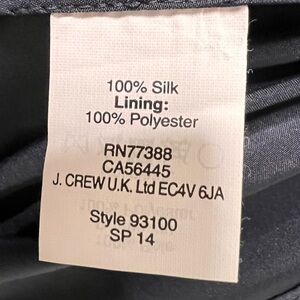 100% Silk
Lining:
100% Polyester
RN77388
CA56445
J. CREW U.K. Ltd EC4V 6JA
Style 93100
SP 14